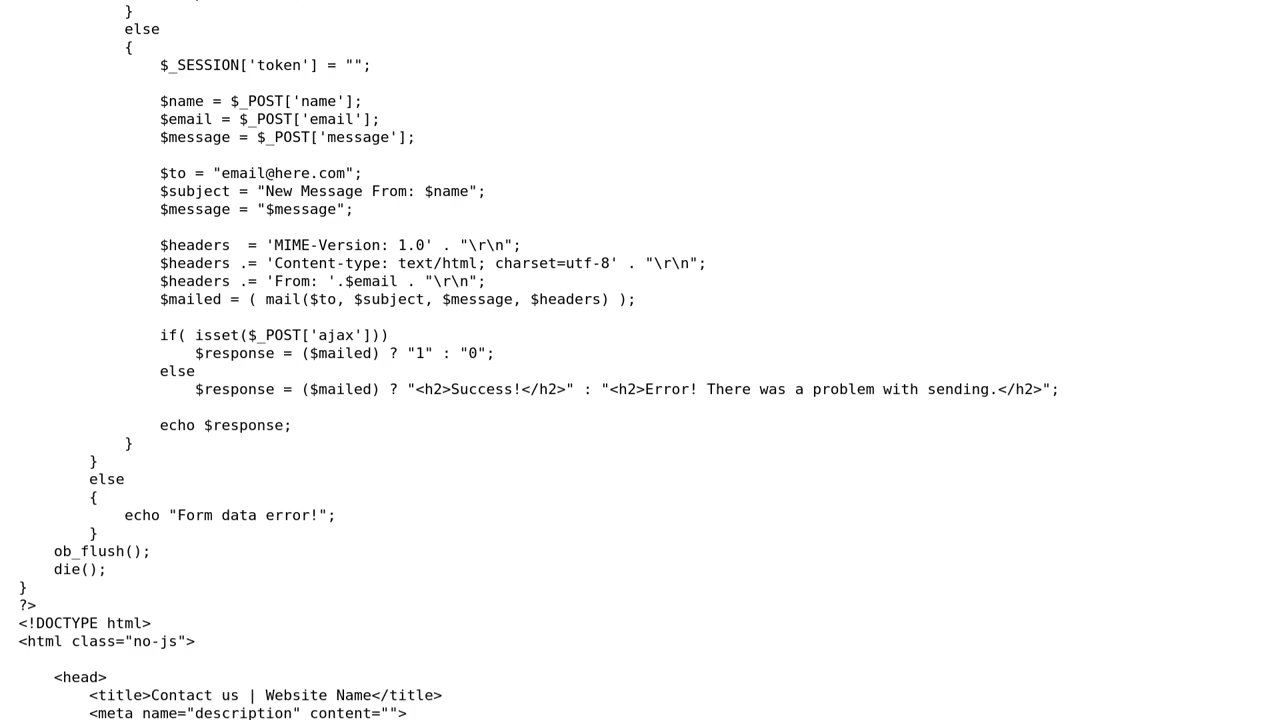 }
else
{
$_SESSION['token'] = "";
$name = $_POST['name'];
$email = $_POST['email'];
$message = $_POST['message'];
$to = "email@here.com";
$subject = "New Message From: $name";
$message = "$message";
$headers  = 'MIME-Version: 1.0' . "\r\n";
$headers .= 'Content-type: text/html; charset=utf-8' . "\r\n";
$headers .= 'From: '.$email . "\r\n";
$mailed = ( mail($to, $subject, $message, $headers) );
if( isset($_POST['ajax']))
$response = ($mailed) ? "1" : "0";
else
$response = ($mailed) ? "<h2>Success!</h2>" : "<h2>Error! There was a problem with sending.</h2>";
echo $response;
}
}
else
{
echo "Form data error!";
}
ob_flush();
die();
}
?>
<!DOCTYPE html>
<html class="no-js">
<head>
<title>Contact us | Website Name</title>
<meta name="description" content="">